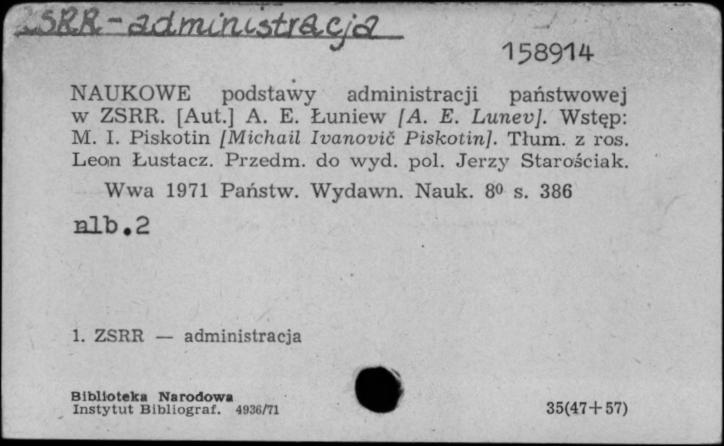 ZSRR - administracja
158914
NAUKOWE podstawy administracji państwowej
w ZSRR. [Aut.] A. E. Łuniew [A. E. Lunev]. Wstęp:
M. I. Piskotin [Michail Ivanovič Piskotin]. Tłum. z ros.
Leon Łustacz. Przedm. do wyd. pol. Jerzy Starościak.
Wwa 1971 Państw. Wydawn. Nauk. 8⁰ s. 386
nlb.2
1. ZSRR — administracja
Biblioteka Narodowa
Instytut Bibliograf. 4936/71
35(47+57)